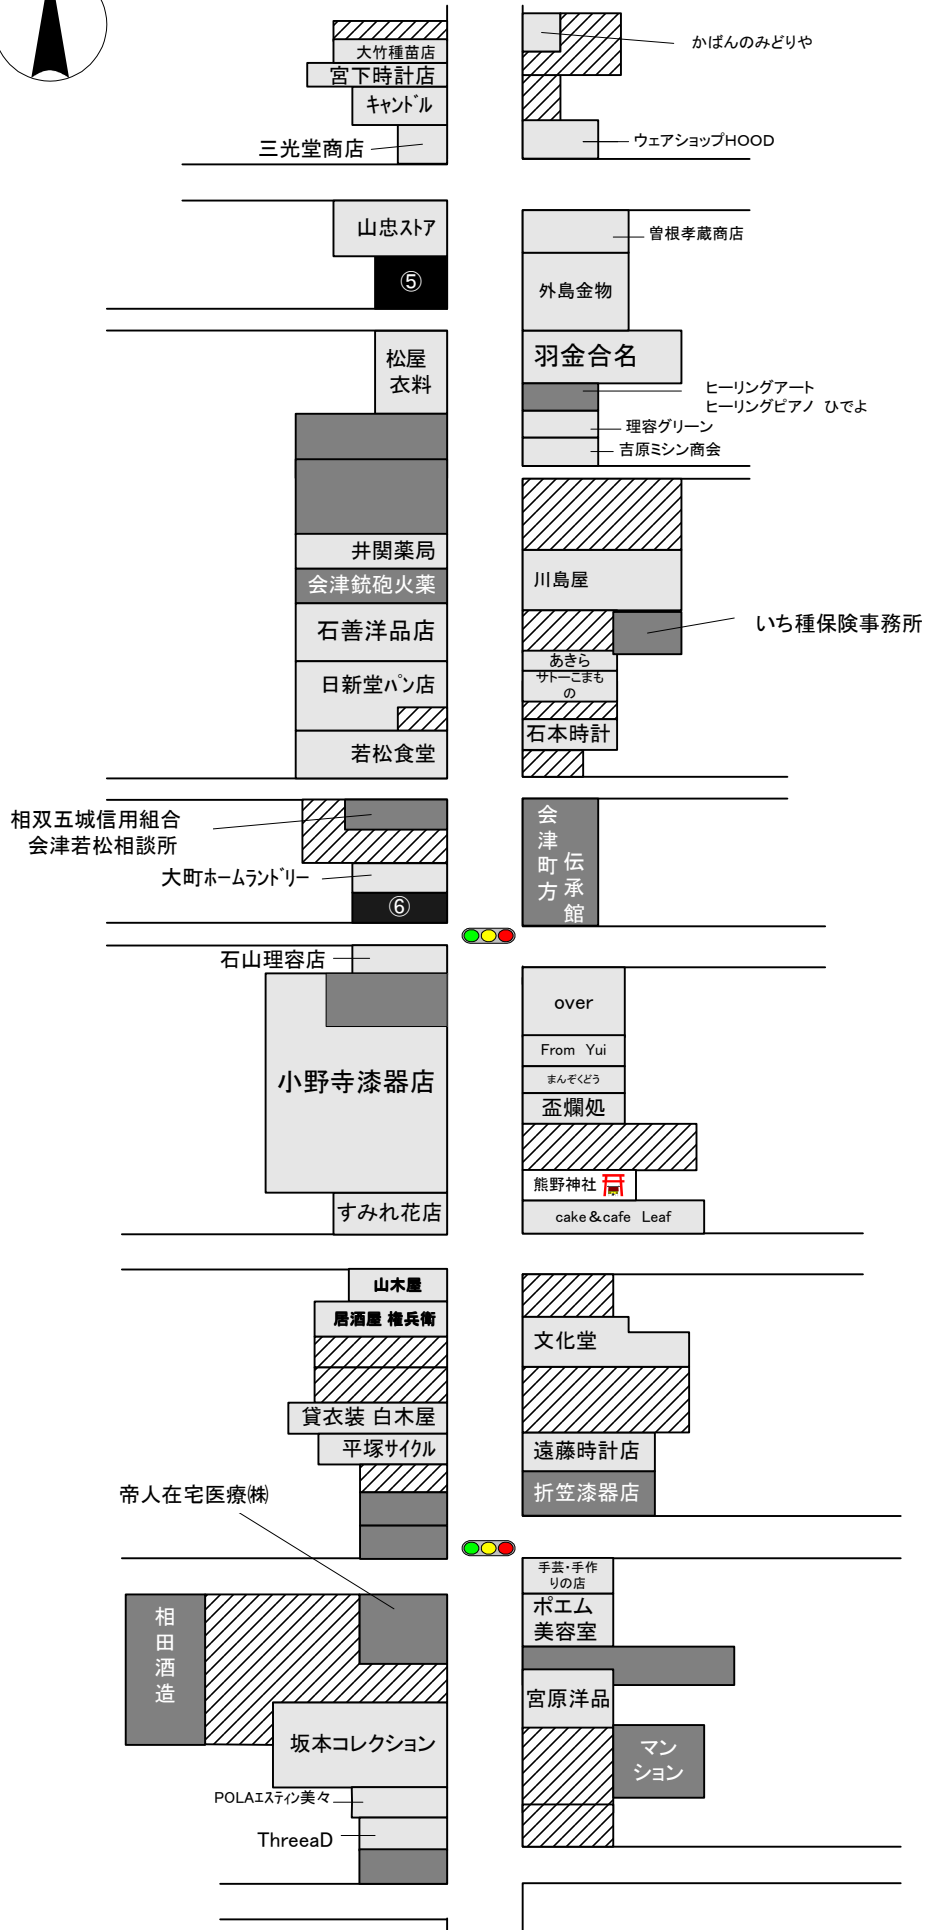 大竹種苗店
宮下時計店
キャンドル
三光堂商店
かばんのみどりや
ウェアショップHOOD
山忠ストア
⑤
曽根孝蔵商店
外島金物
羽金合名
ヒーリングアート
ヒーリングピアノ ひでよ
理容グリーン
吉原ミシン商会
松屋
衣料
井関薬局
会津銃砲火薬
石善洋品店
日新堂パン店
若松食堂
川島屋
いち種保険事務所
あきら
サトーこまも
の
石本時計
相双五城信用組合
会津若松相談所
大町ホームランドリー
⑥
会津町方
伝承館
石山理容店
小野寺漆器店
すみれ花店
over
From Yui
まんぞくどう
盃爛処
熊野神社
cake＆cafe Leaf
山木屋
居酒屋 権兵衛
貸衣装 白木屋
平塚サイクル
帝人在宅医療㈱
文化堂
遠藤時計店
折笠漆器店
相田酒造
坂本コレクション
POLAエスティン美々
ThreeaD
手芸・手作
りの店
ポエム
美容室
宮原洋品
マン
ション